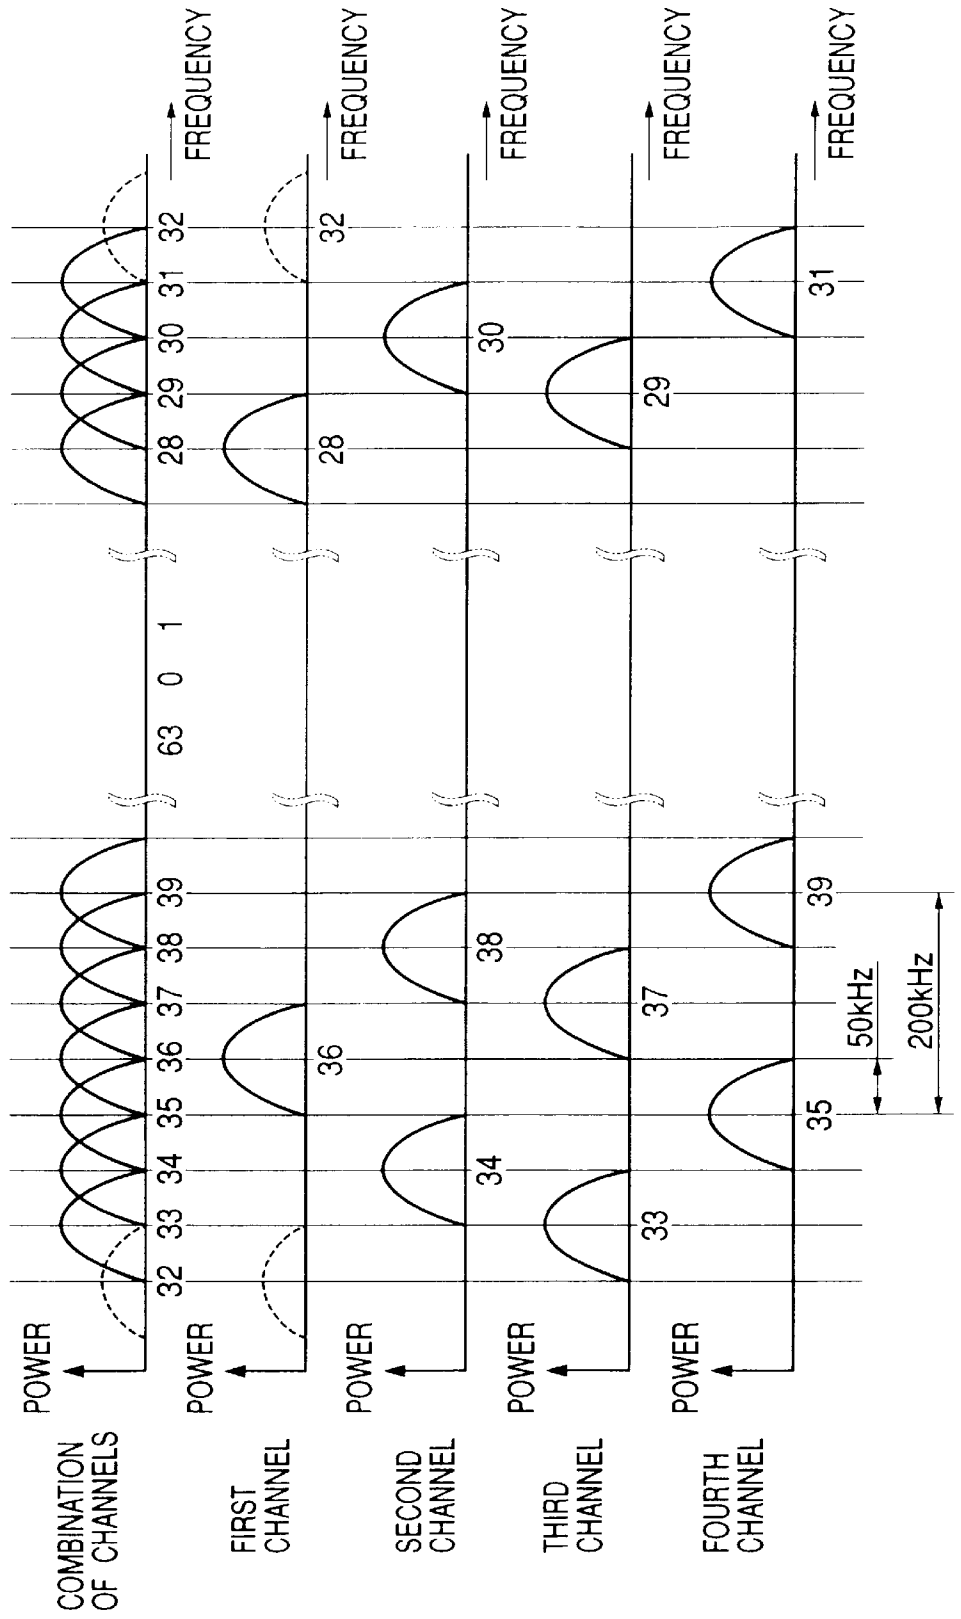 COMBINATION
OF CHANNELS
POWER
32 33 34 35 36 37 38 39 63 0 1 28 29 30 31 32
FREQUENCY
FIRST
CHANNEL
POWER
36 28 32
FREQUENCY
SECOND
CHANNEL
POWER
34 38 30
FREQUENCY
THIRD
CHANNEL
POWER
33 37 29
FREQUENCY
FOURTH
CHANNEL
POWER
35 39 31
FREQUENCY
50kHz
200kHz